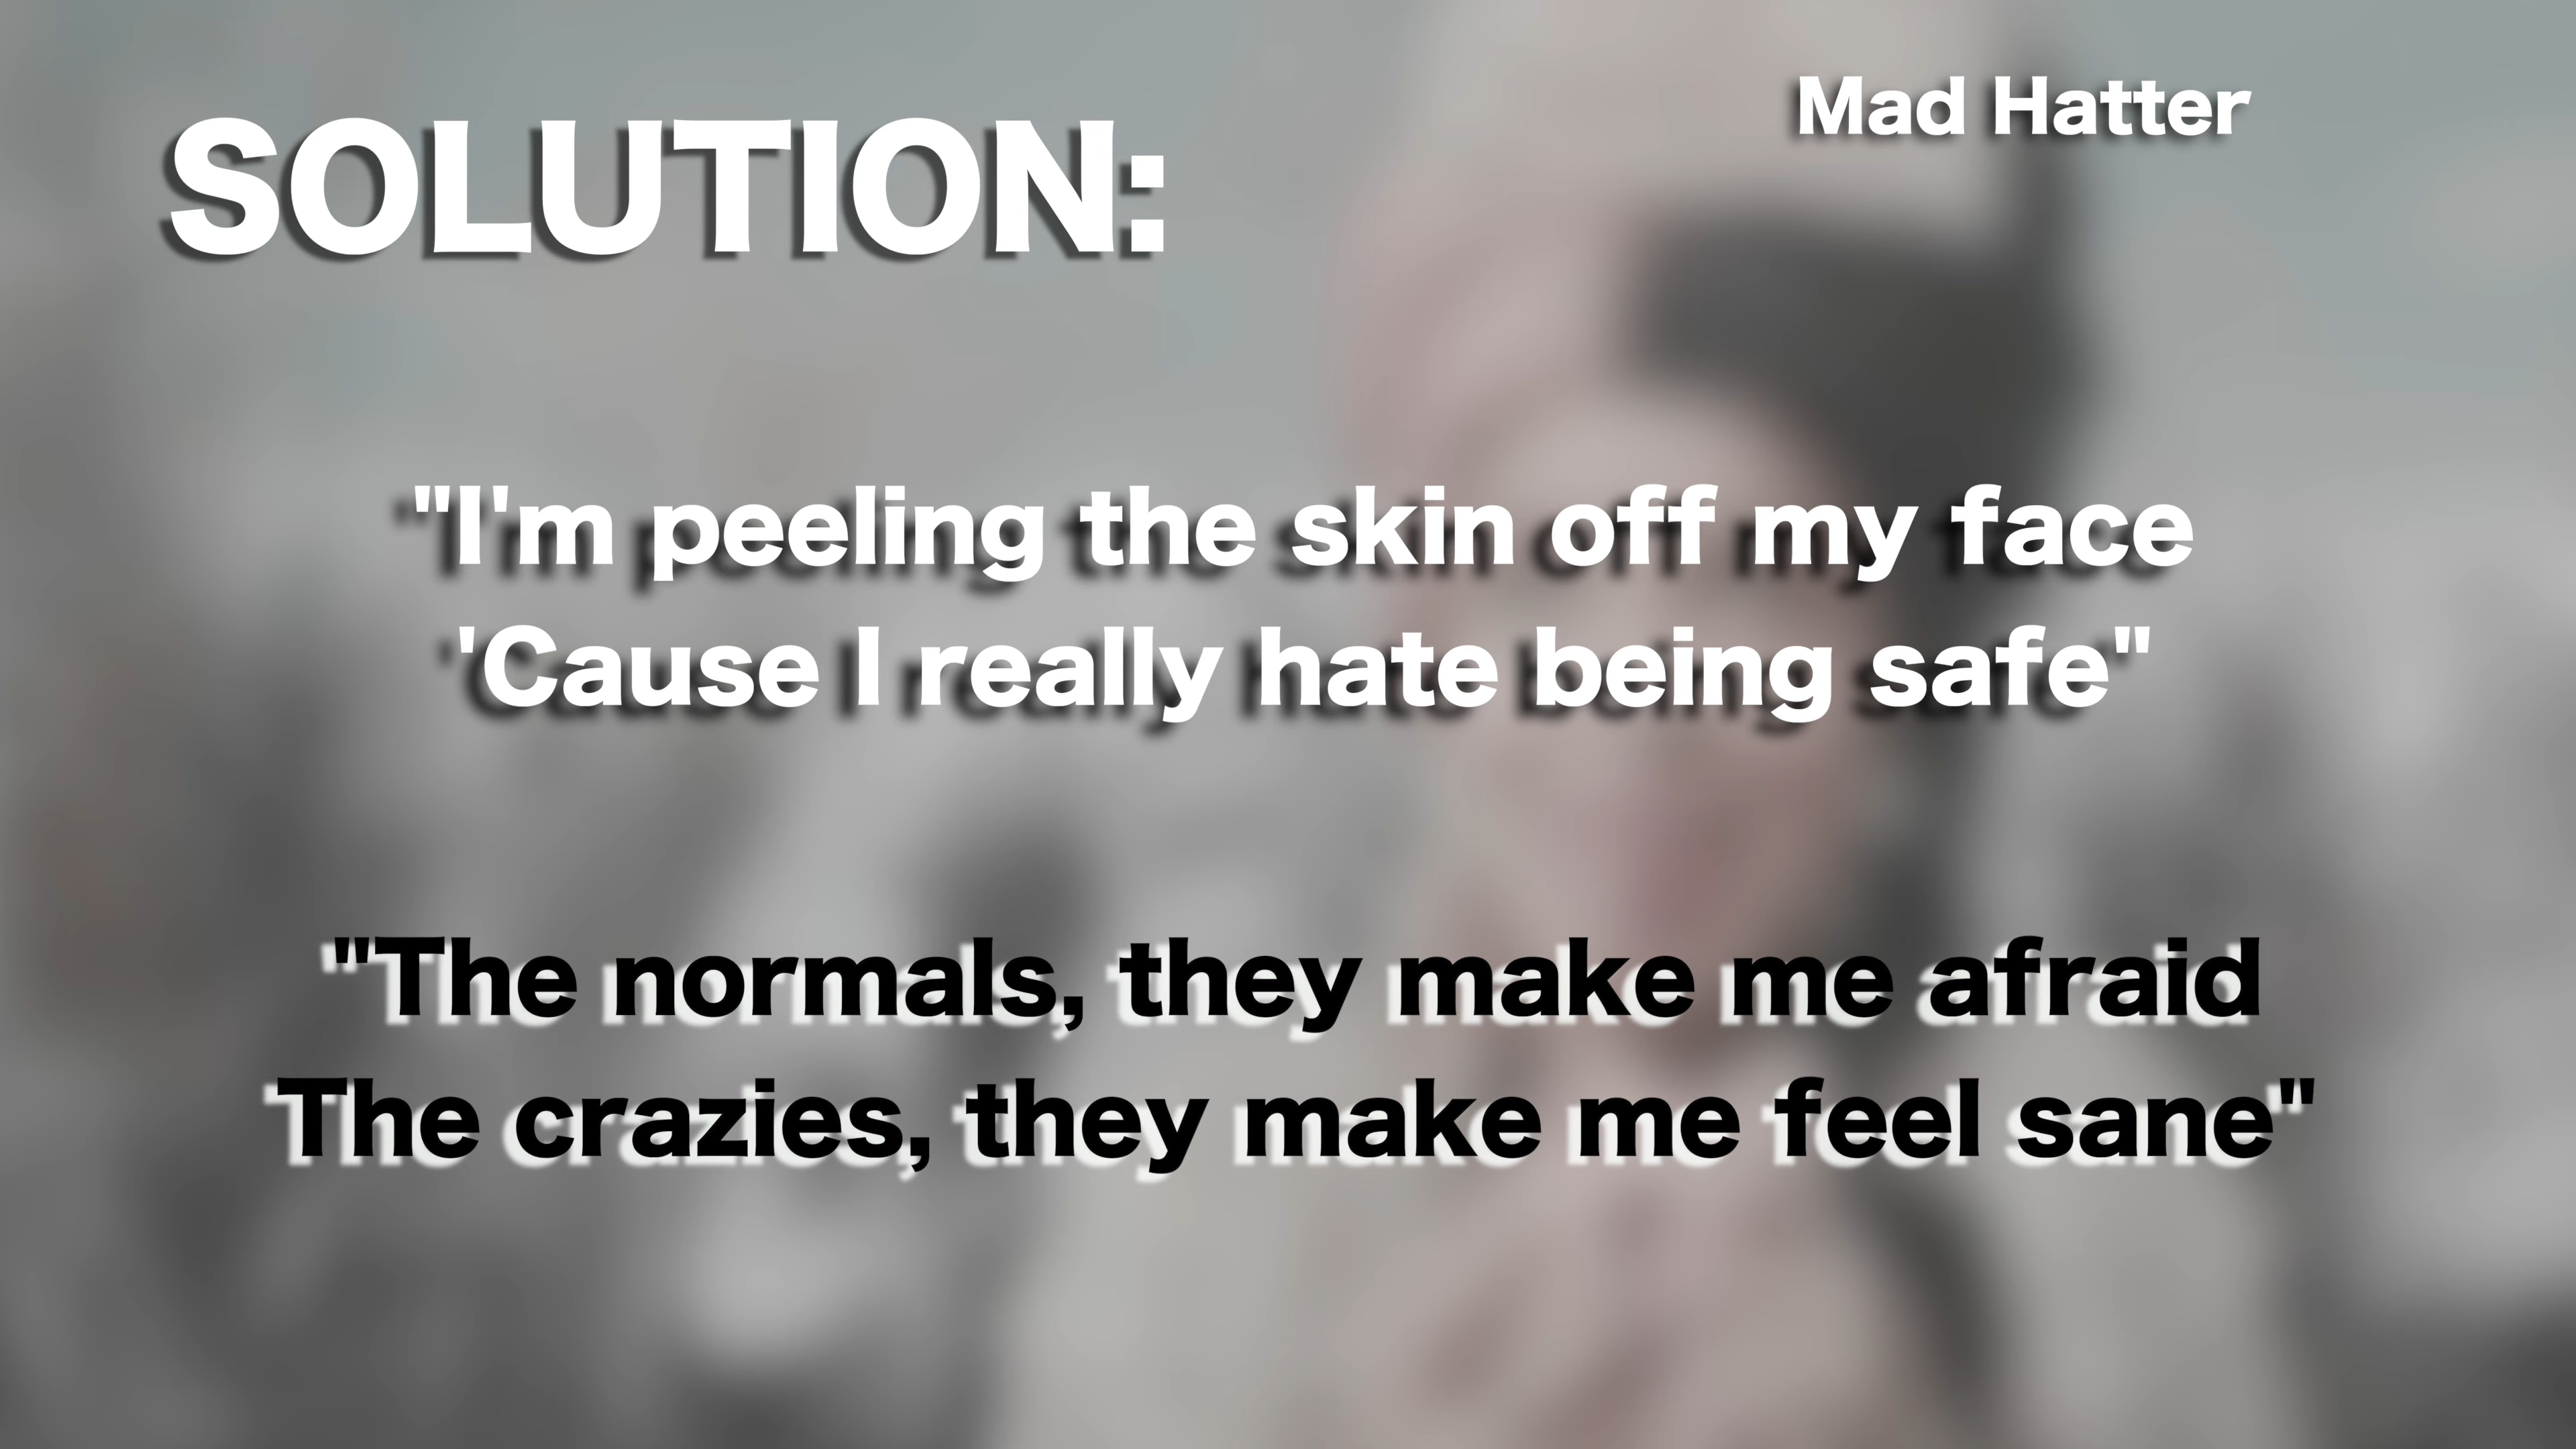 Mad Hatter
SOLUTION:
"I'm peeling the skin off my face
'Cause I really hate being safe"
"The normals, they make me afraid
The crazies, they make me feel sane"